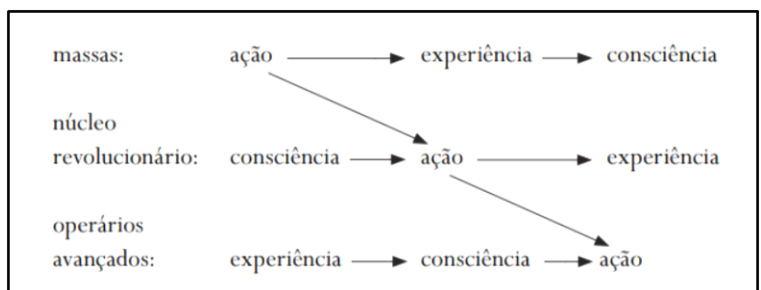 massas: ação experiência consciência
núcleo
revolucionário: consciência ação experiência
operários
avançados: experiência consciência ação